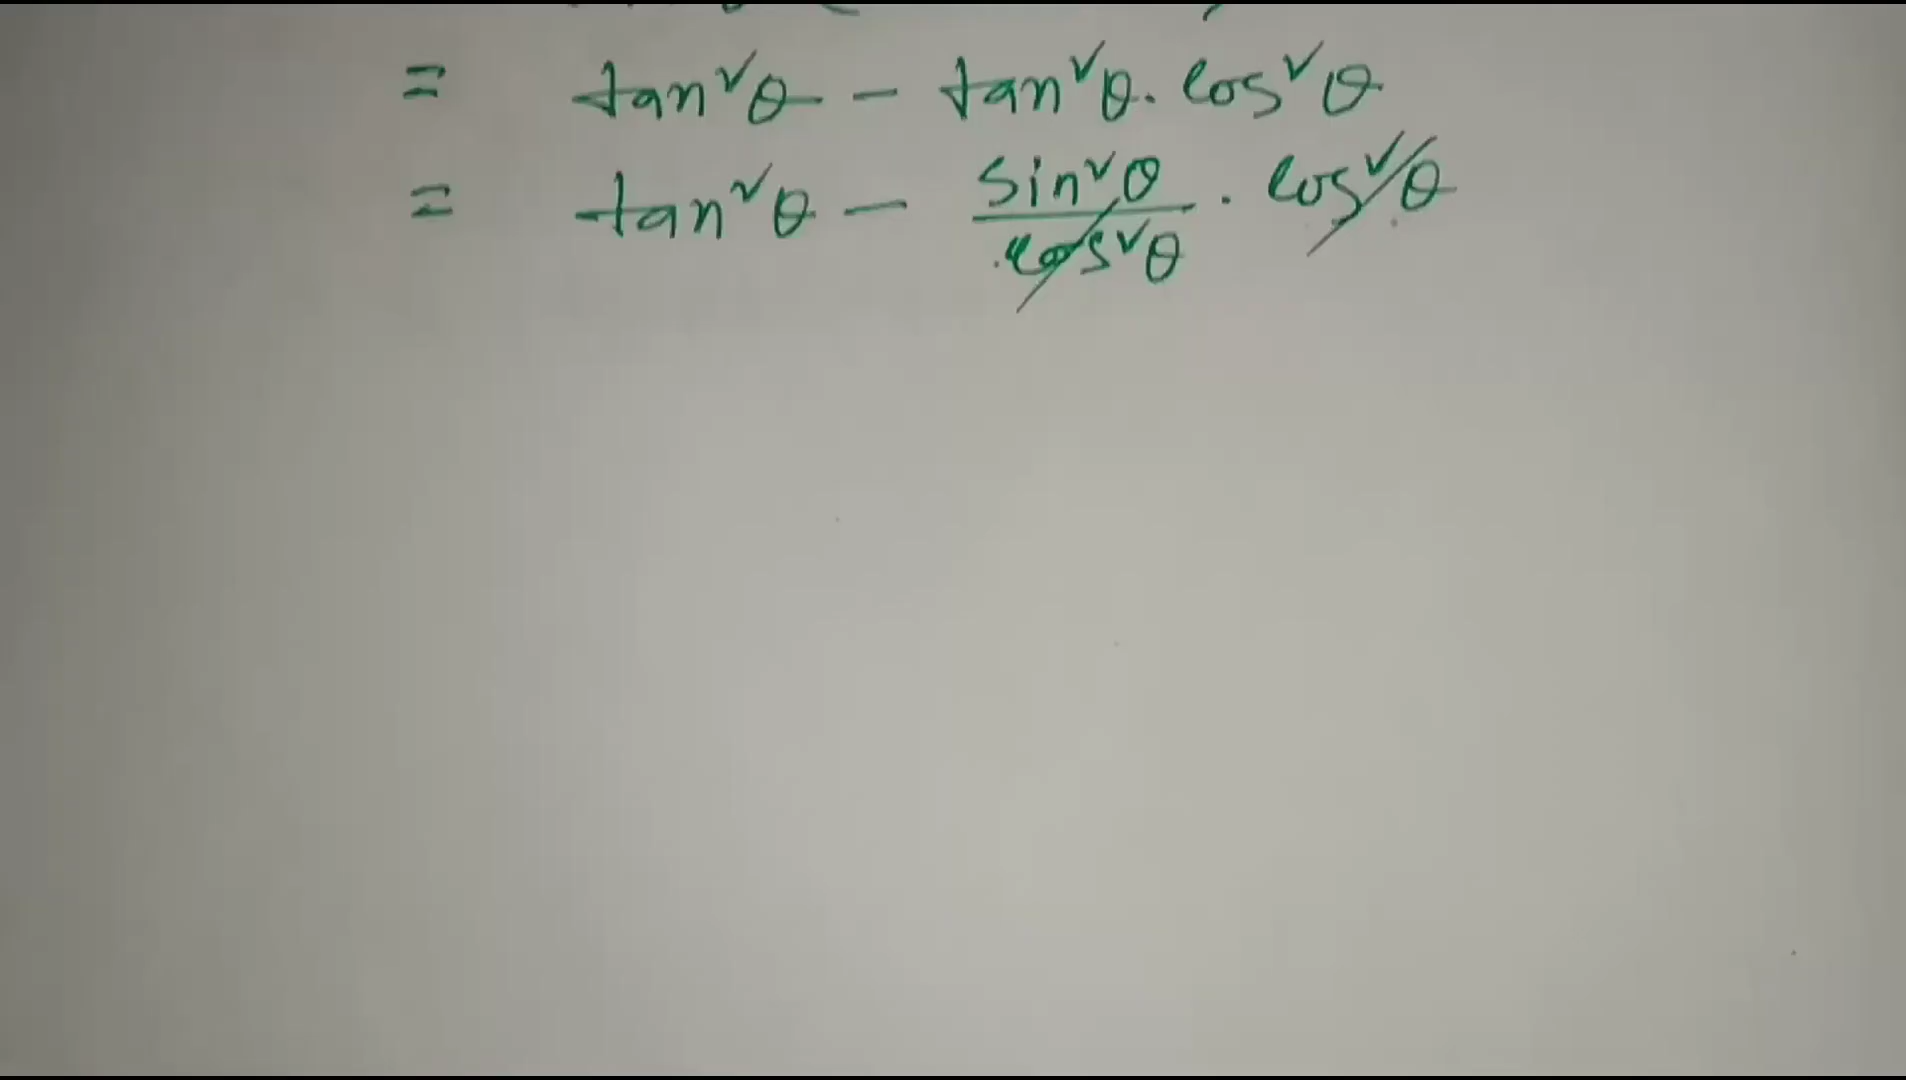 = tan²θ - tan²θ. cos²θ
= tan²θ - sin²θ/cos²θ . cos²θ